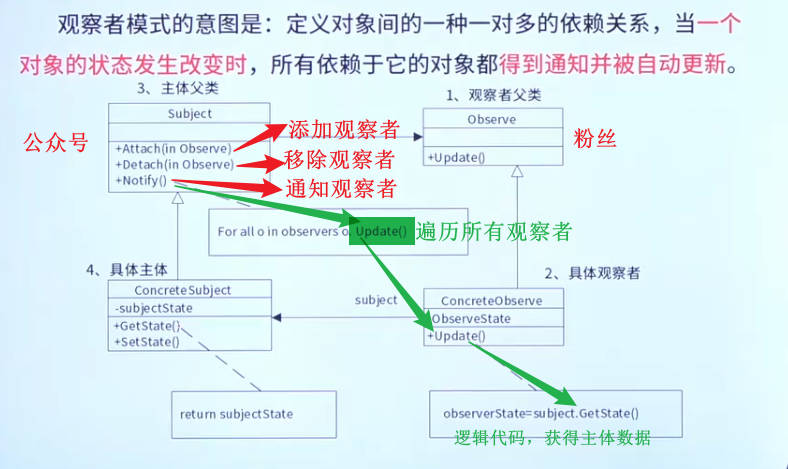 观察者模式的意图是：定义对象间的一种一对多的依赖关系，当一个
对象的状态发生改变时，所有依赖于它的对象都得到通知并被自动更新。
3、主体父类
1、观察者父类
Subject
Observe
公众号
+Attach(in Observe)
添加观察者
粉丝
+Detach(in Observe)
移除观察者
+Update()
+Notify()
通知观察者
For all o in observers o. Update()
遍历所有观察者
4、具体主体
2、具体观察者
ConcreteSubject
subject
ConcreteObserve
-subjectState
ObserveState
+GetState()
+Update()
+SetState()
return subjectState
observerState=subject.GetState()
逻辑代码，获得主体数据